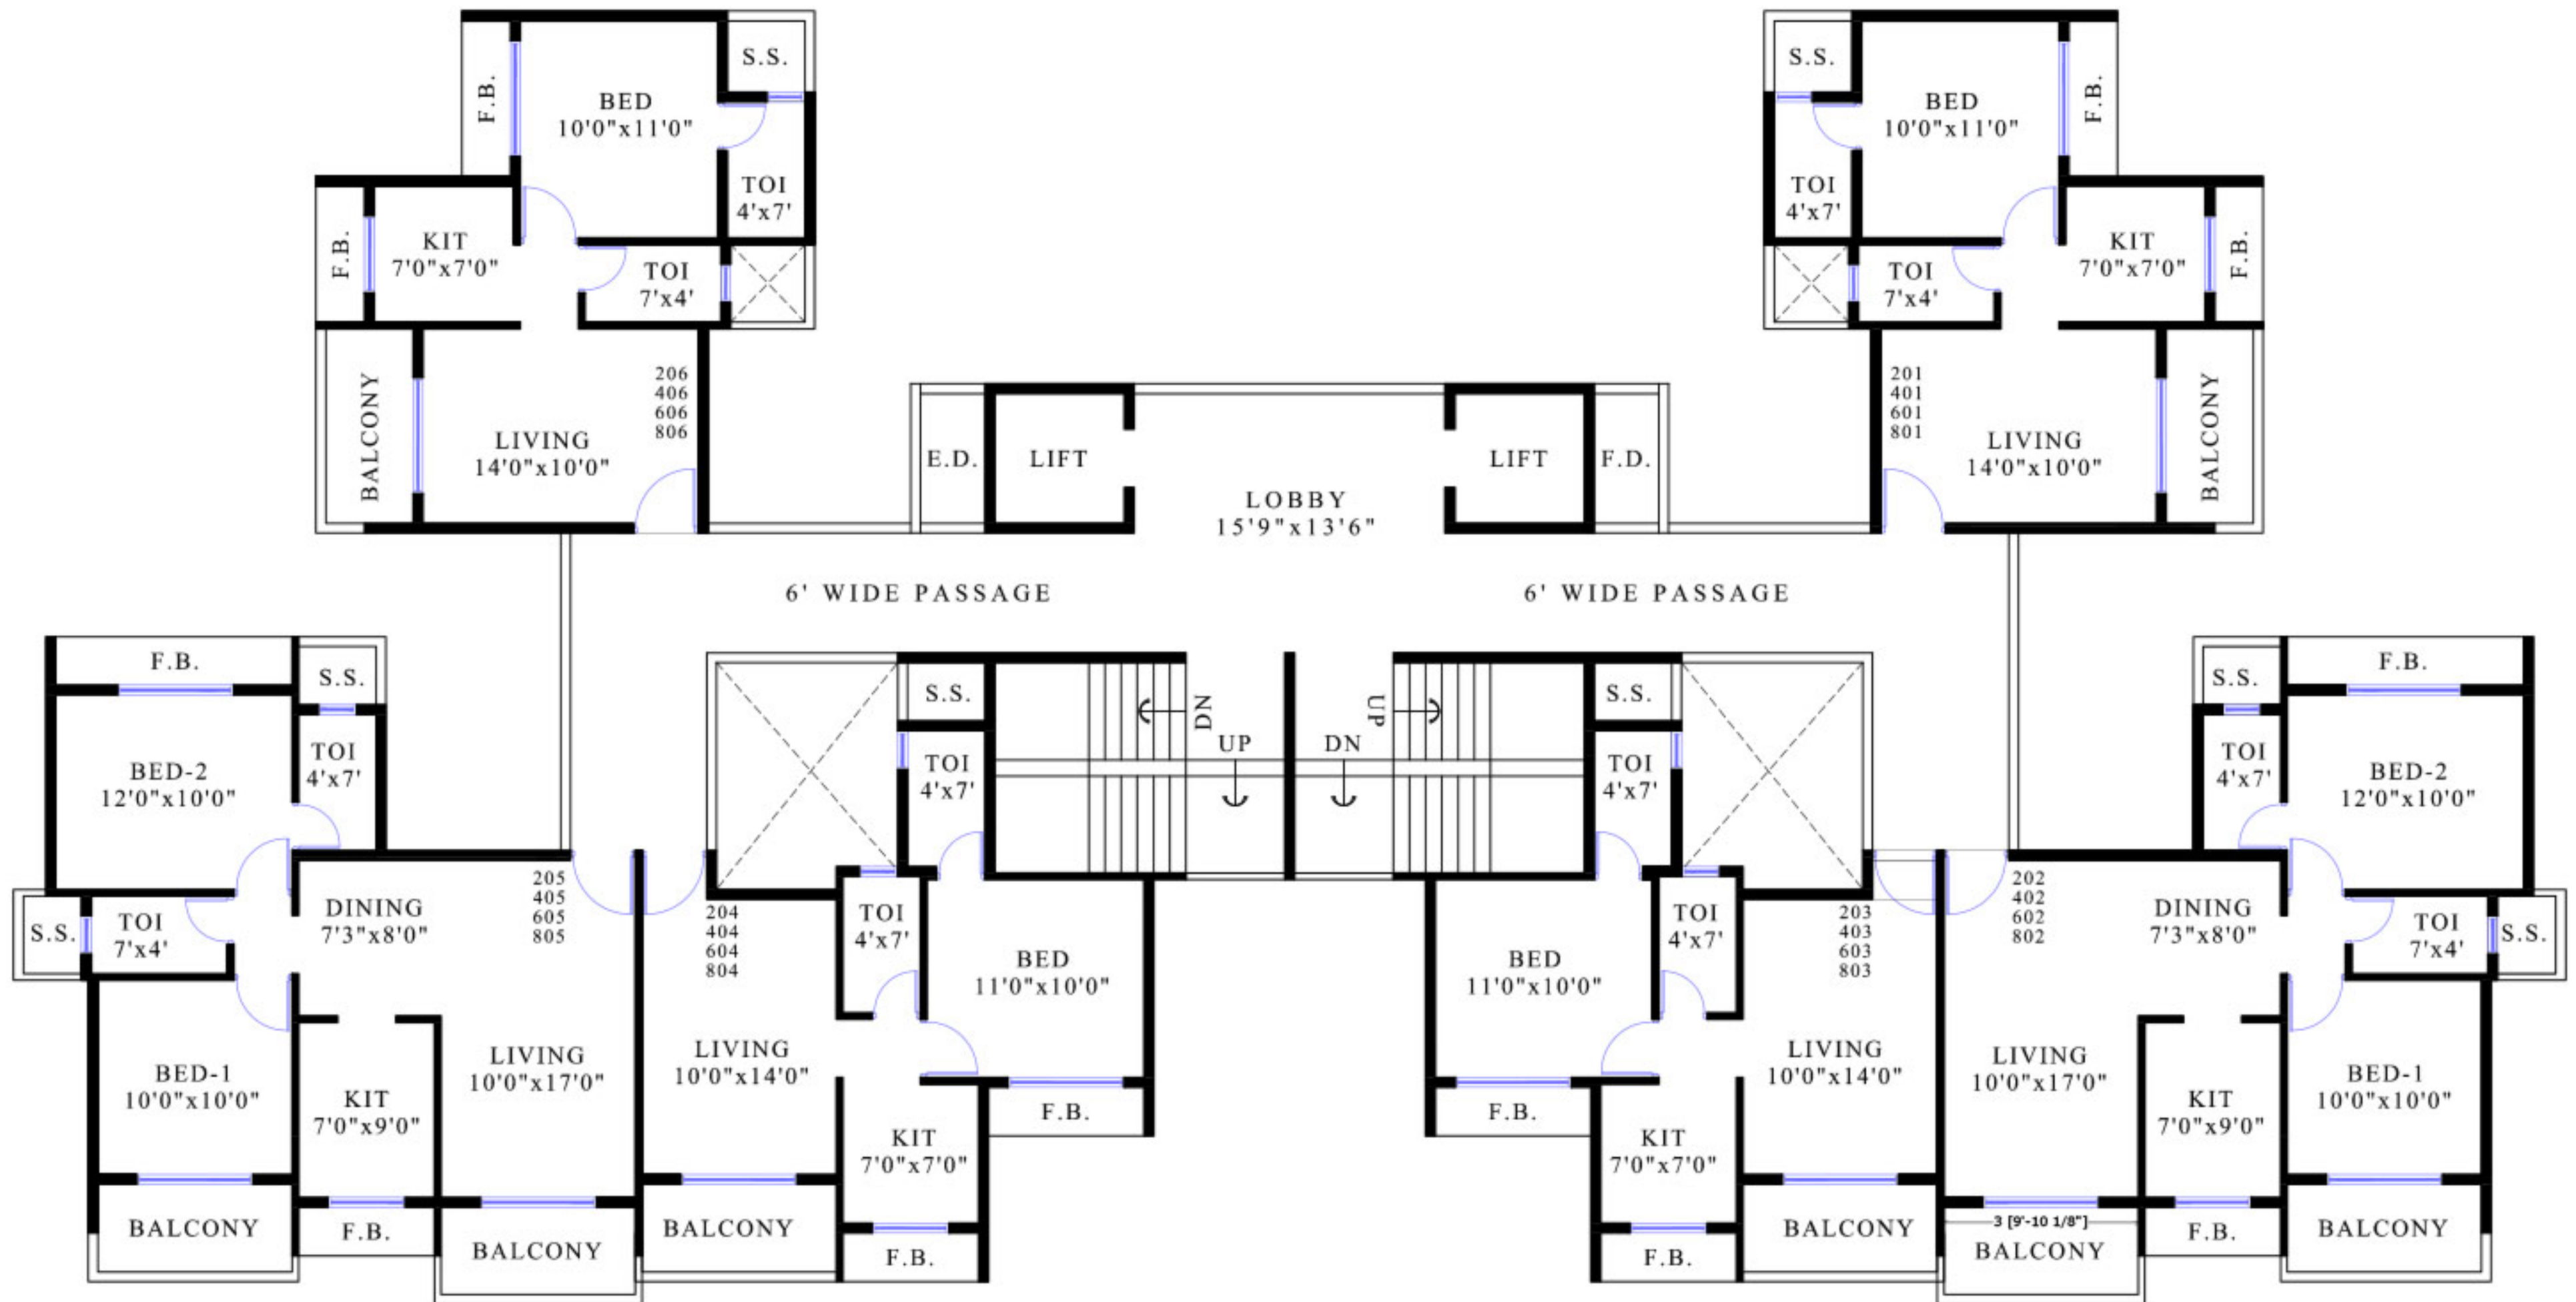 F.B.
BED
10'0"x11'0"
S.S.
TOI
4'x7'
F.B.
KIT
7'0"x7'0"
TOI
7'x4'
BALCONY
LIVING
14'0"x10'0"
206
406
606
806
S.S.
BED
10'0"x11'0"
F.B.
TOI
4'x7'
TOI
7'x4'
KIT
7'0"x7'0"
F.B.
201
401
601
801
LIVING
14'0"x10'0"
BALCONY
E.D.
LIFT
LOBBY
15'9"x13'6"
LIFT
F.D.
6' WIDE PASSAGE
6' WIDE PASSAGE
F.B.
S.S.
BED-2
12'0"x10'0"
TOI
4'x7'
S.S.
TOI
7'x4'
DINING
7'3"x8'0"
205
405
605
805
BED-1
10'0"x10'0"
KIT
7'0"x9'0"
LIVING
10'0"x17'0"
BALCONY
F.B.
BALCONY
S.S.
TOI
4'x7'
204
404
604
804
TOI
4'x7'
BED
11'0"x10'0"
LIVING
10'0"x14'0"
F.B.
KIT
7'0"x7'0"
BALCONY
F.B.
DN
UP
DN
UP
S.S.
TOI
4'x7'
BED
11'0"x10'0"
TOI
4'x7'
203
403
603
803
LIVING
10'0"x14'0"
F.B.
KIT
7'0"x7'0"
BALCONY
F.B.
S.S.
F.B.
TOI
4'x7'
BED-2
12'0"x10'0"
202
402
602
802
DINING
7'3"x8'0"
TOI
7'x4'
S.S.
LIVING
10'0"x17'0"
KIT
7'0"x9'0"
BED-1
10'0"x10'0"
3 [9'-10 1/8"]
BALCONY
F.B.
BALCONY